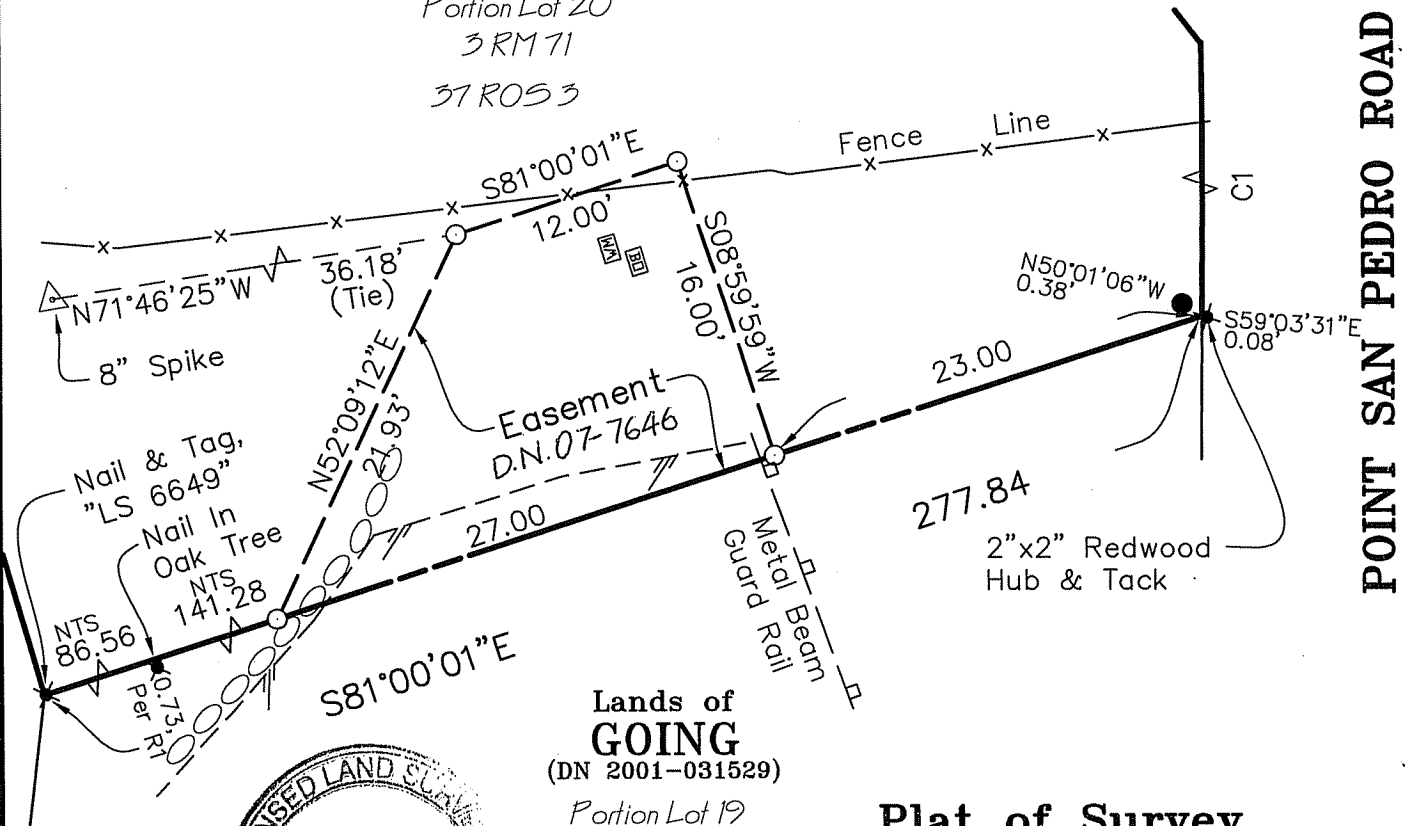 Portion Lot 20
3 RM 71
37 ROS 3
POINT SAN PEDRO ROAD
Fence Line
S81°00'01"E
12.00'
C1
WM
BO
S08°59'59"W
16.00'
N71°46'25"W
36.18'
(Tie)
N50°01'06"W
0.38'
S59°03'31"E
0.08'
8" Spike
23.00
N52°09'12"E
21.93'
Easement
D.N. 07-7646
Nail & Tag,
"LS 6649"
Nail In
Oak Tree
27.00
277.84
2"x2" Redwood
Hub & Tack
Metal Beam
Guard Rail
NTS
141.28
NTS
86.56
(0.73,
Per R1
S81°00'01"E
Lands of
GOING
(DN 2001-031529)
Portion Lot 19
NSED LAND SURVE
Plat of Survey